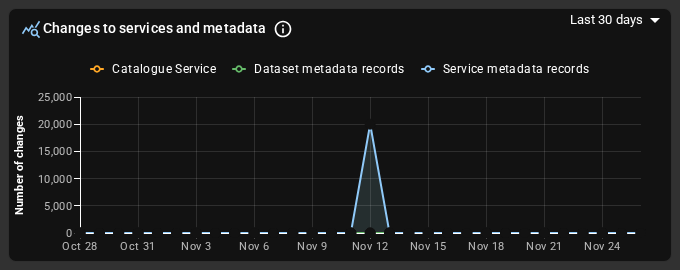 Changes to services and metadata
Last 30 days
Catalogue Service
Dataset metadata records
Service metadata records
Number of changes
25,000
20,000
15,000
10,000
5,000
0
Oct 28 Oct 31 Nov 3 Nov 6 Nov 9 Nov 12 Nov 15 Nov 18 Nov 21 Nov 24